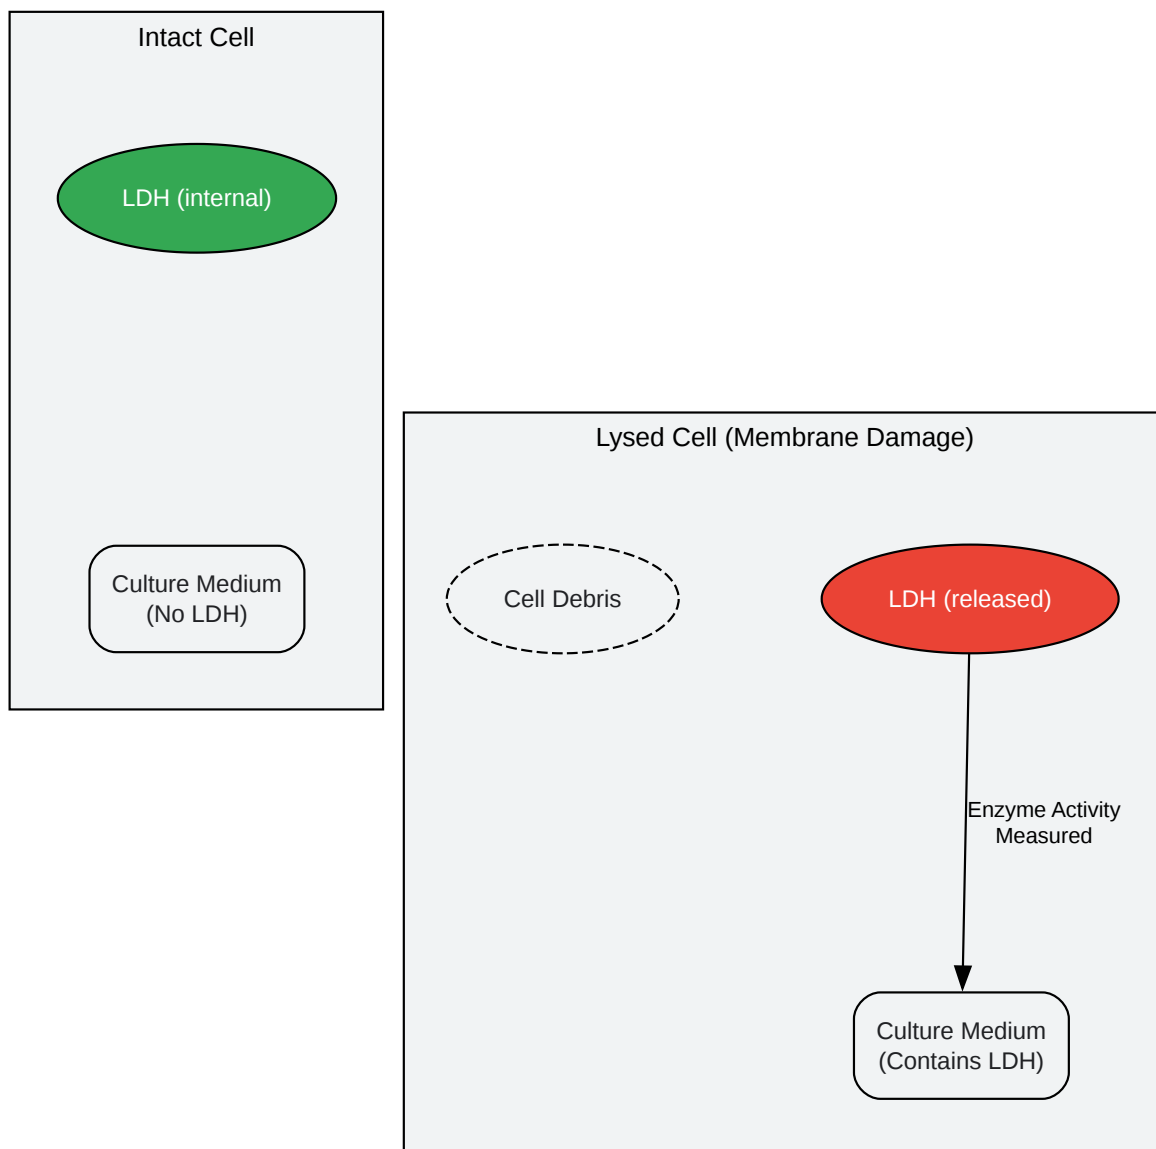 Intact Cell
LDH (internal)
Culture Medium
(No LDH)
Lysed Cell (Membrane Damage)
Cell Debris
LDH (released)
Enzyme Activity
Measured
Culture Medium
(Contains LDH)